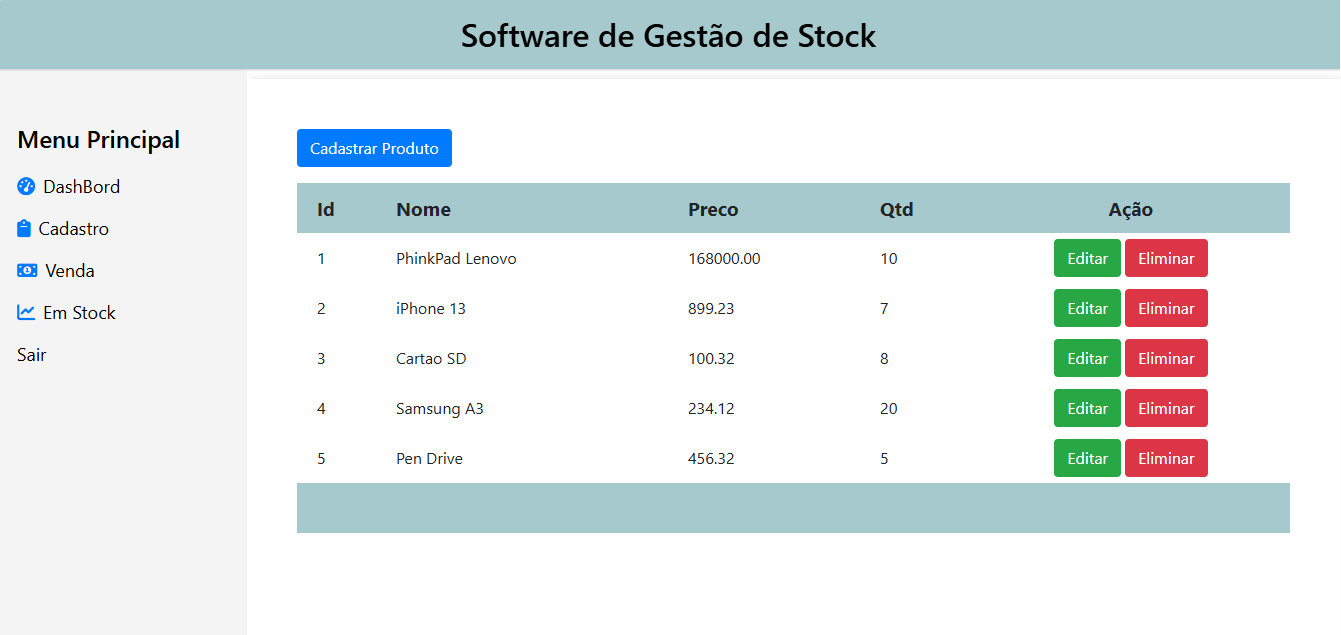 Software de Gestão de Stock
Menu Principal
DashBord
Cadastro
Venda
Em Stock
Sair
Cadastrar Produto
Id Nome Preco Qtd Ação
1 PhinkPad Lenovo 168000.00 10 Editar Eliminar
2 iPhone 13 899.23 7 Editar Eliminar
3 Cartao SD 100.32 8 Editar Eliminar
4 Samsung A3 234.12 20 Editar Eliminar
5 Pen Drive 456.32 5 Editar Eliminar